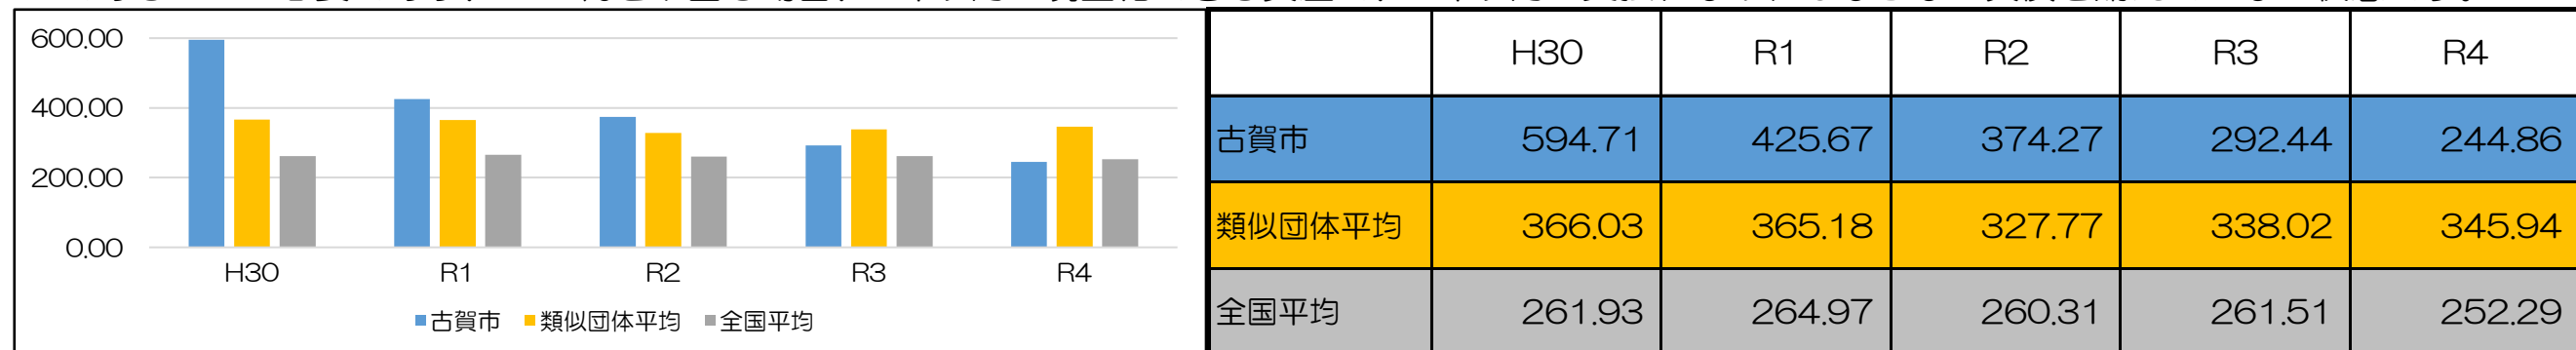 600.00
400.00
200.00
0.00
H30 R1 R2 R3 R4
古賀市 類似団体平均 全国平均
H30 R1 R2 R3 R4
古賀市 594.71 425.67 374.27 292.44 244.86
類似団体平均 366.03 365.18 327.77 338.02 345.94
全国平均 261.93 264.97 260.31 261.51 252.29